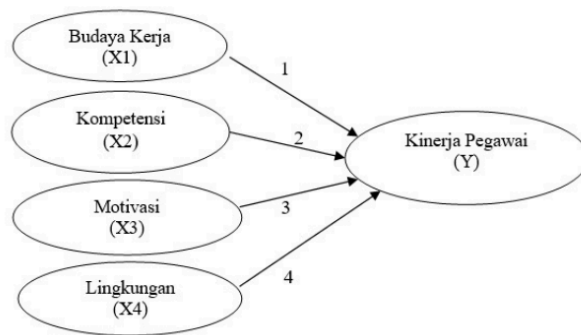 Budaya Kerja
(X1)
1
Kompetensi
(X2)
2
Kinerja Pegawai
(Y)
Motivasi
(X3)
3
Lingkungan
(X4)
4